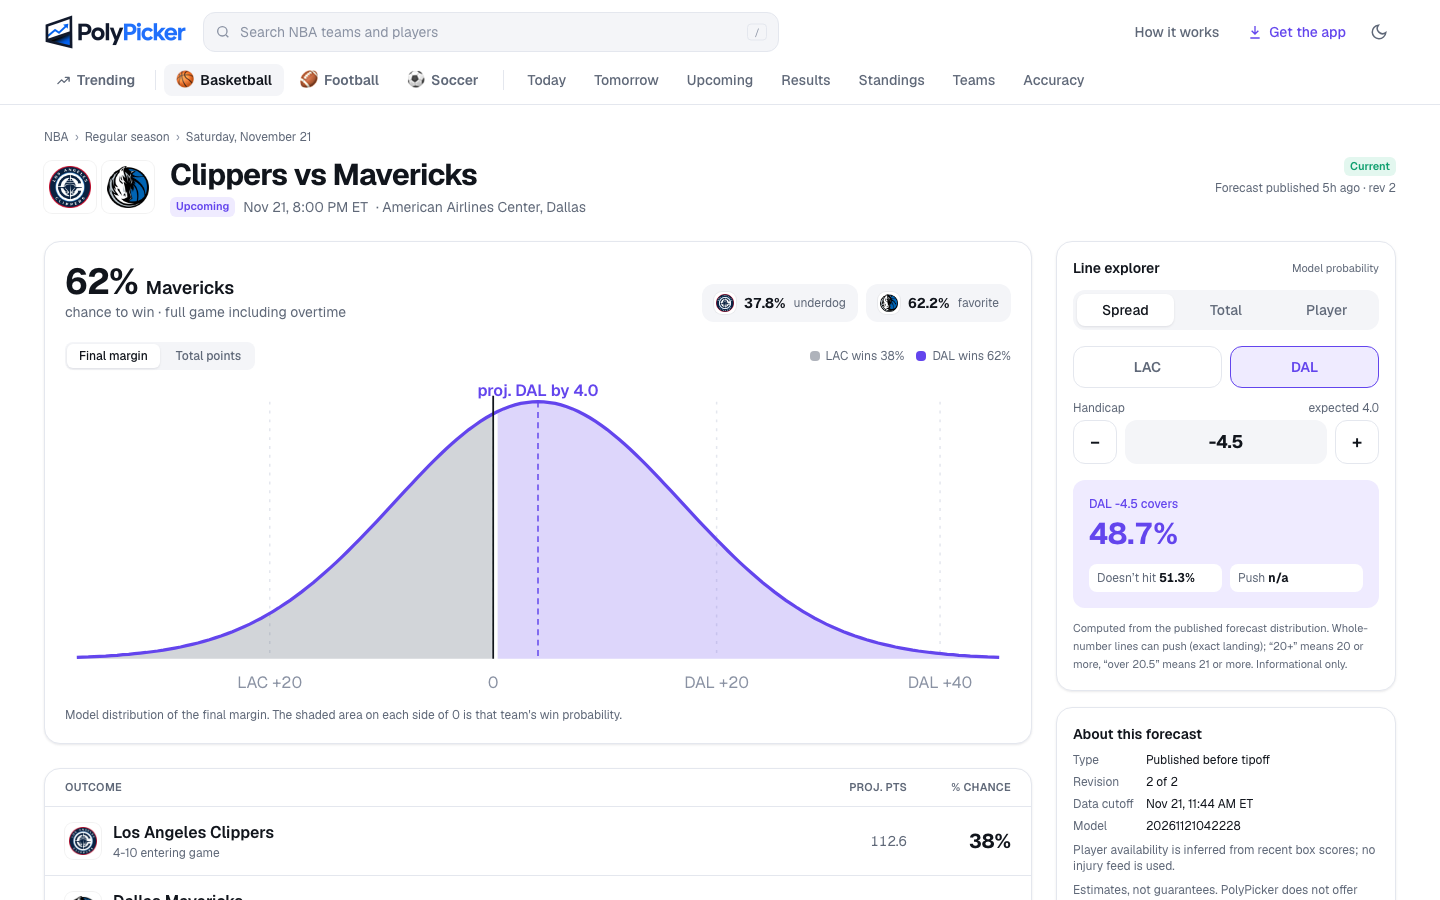 PolyPicker
Search NBA teams and players
/
How it works
Get the app
Trending
Basketball
Football
Soccer
Today
Tomorrow
Upcoming
Results
Standings
Teams
Accuracy
NBA › Regular season › Saturday, November 21
Clippers vs Mavericks
Upcoming Nov 21, 8:00 PM ET · American Airlines Center, Dallas
Current
Forecast published 5h ago · rev 2
62% Mavericks
chance to win · full game including overtime
37.8% underdog
62.2% favorite
Final margin
Total points
LAC wins 38%
DAL wins 62%
proj. DAL by 4.0
LAC +20
0
DAL +20
DAL +40
Model distribution of the final margin. The shaded area on each side of 0 is that team's win probability.
OUTCOME
PROJ. PTS
% CHANCE
Los Angeles Clippers
4-10 entering game
112.6
38%
Dallas Mavericks
Line explorer
Model probability
Spread
Total
Player
LAC
DAL
Handicap
expected 4.0
−
-4.5
+
DAL -4.5 covers
48.7%
Doesn't hit 51.3%
Push n/a
Computed from the published forecast distribution. Whole-
number lines can push (exact landing); “20+” means 20 or
more, “over 20.5” means 21 or more. Informational only.
About this forecast
Type Published before tipoff
Revision 2 of 2
Data cutoff Nov 21, 11:44 AM ET
Model 20261121042228
Player availability is inferred from recent box scores; no
injury feed is used.
Estimates, not guarantees. PolyPicker does not offer